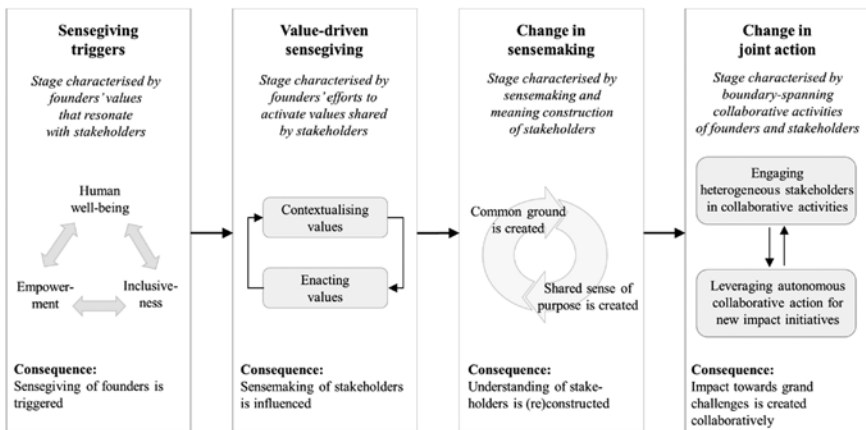 Sensegiving
triggers
Stage characterised by
founders' values
that resonate
with stakeholders
Human
well-being
Empower-
ment
Inclusive-
ness
Consequence:
Sensegiving of founders is
triggered
Value-driven
sensegiving
Stage characterised by
founders' efforts to
activate values shared
by stakeholders
Contextualising
values
Enacting
values
Consequence:
Sensemaking of stakeholders
is influenced
Change in
sensemaking
Stage characterised by
sensemaking and
meaning construction
of stakeholders
Common ground
is created
Shared sense of
purpose is created
Consequence:
Understanding of stake-
holders is (re)constructed
Change in
joint action
Stage characterised by
boundary-spanning
collaborative activities
of founders and stakeholders
Engaging
heterogeneous stakeholders
in collaborative activities
Leveraging autonomous
collaborative action for
new impact initiatives
Consequence:
Impact towards grand
challenges is created
collaboratively